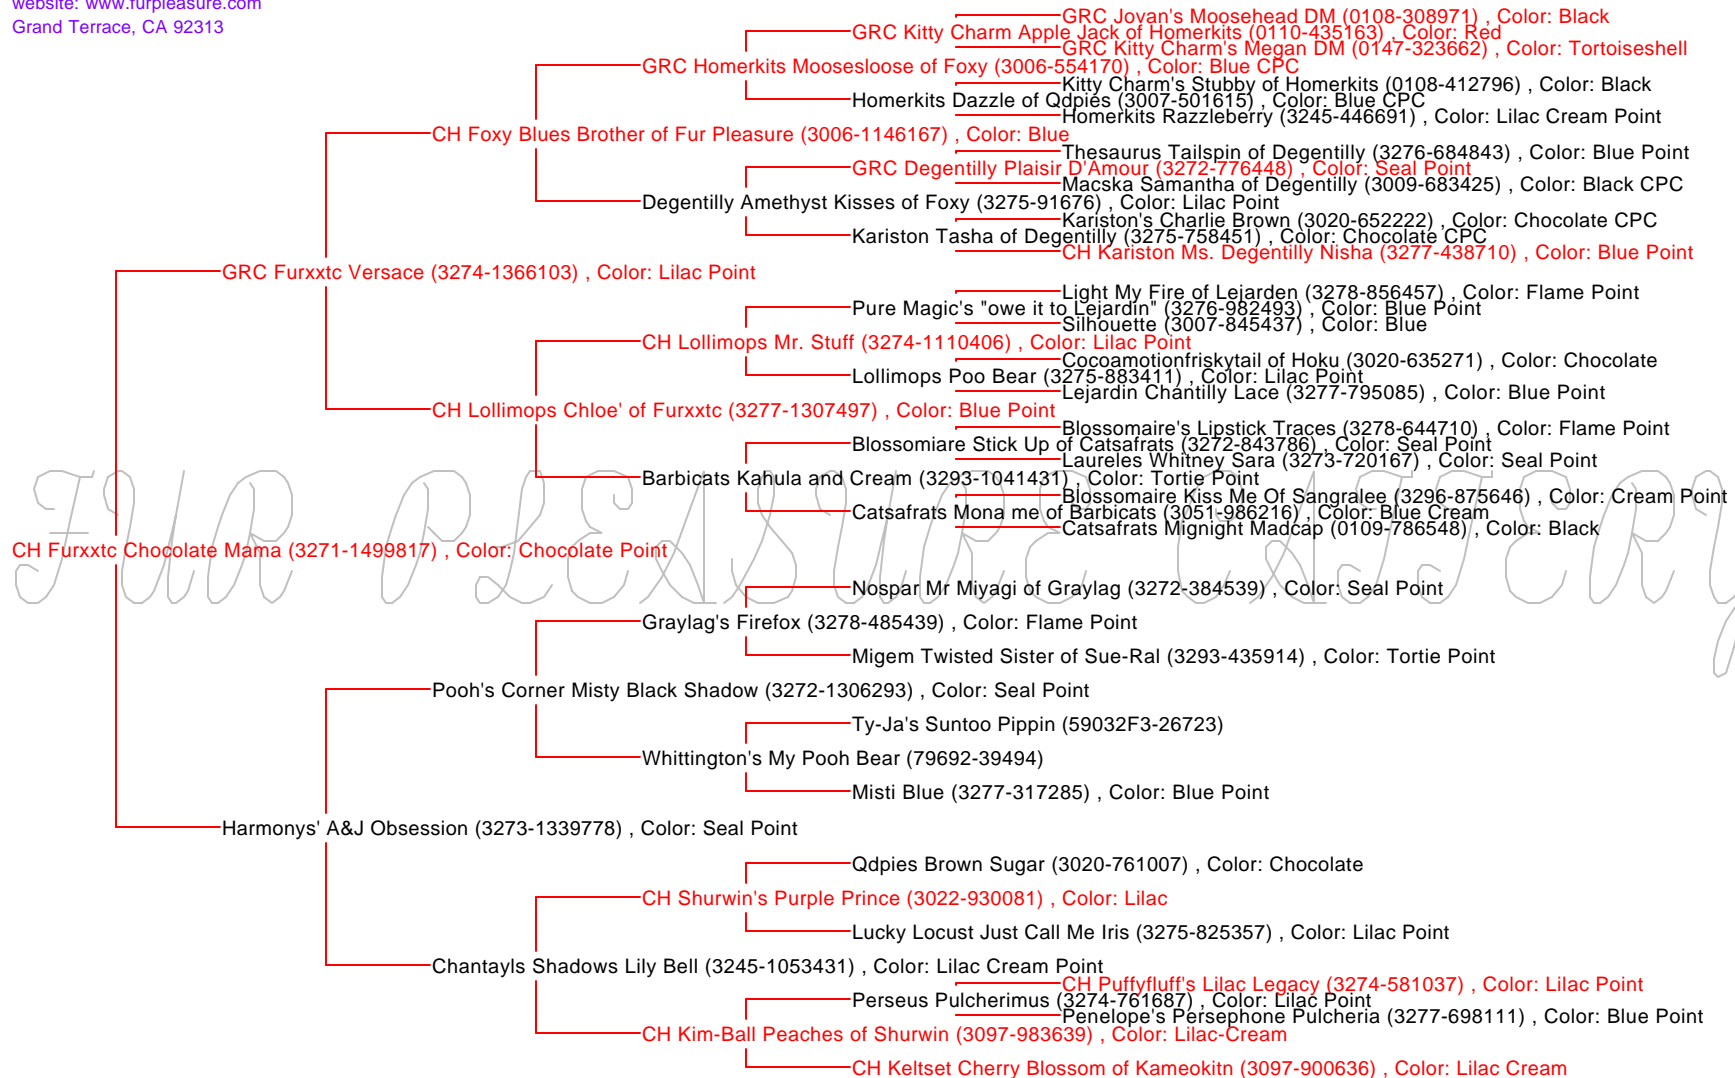 website: www.furpleasure.com
Grand Terrace, CA 92313
GRC Jovan's Moosehead DM (0108-308971) , Color: Black
GRC Kitty Charm Apple Jack of Homerkits (0110-435163) , Color: Red
GRC Kitty Charm's Megan DM (0147-323662) , Color: Tortoiseshell
GRC Homerkits Moosesloose of Foxy (3006-554170) , Color: Blue CPC
Kitty Charm's Stubby of Homerkits (0108-412796) , Color: Black
Homerkits Dazzle of Qdpies (3007-501615) , Color: Blue CPC
Homerkits Razzleberry (3245-446691) , Color: Lilac Cream Point
CH Foxy Blues Brother of Fur Pleasure (3006-1146167) , Color: Blue
Thesaurus Tailspin of Degentilly (3276-684843) , Color: Blue Point
GRC Degentilly Plaisir D'Amour (3272-776448) , Color: Seal Point
Macska Samantha of Degentilly (3009-683425) , Color: Black CPC
Degentilly Amethyst Kisses of Foxy (3275-91676) , Color: Lilac Point
Kariston's Charlie Brown (3020-652222) , Color: Chocolate CPC
Kariston Tasha of Degentilly (3275-758451) , Color: Chocolate CPC
CH Kariston Ms. Degentilly Nisha (3277-438710) , Color: Blue Point
GRC Furxxtc Versace (3274-1366103) , Color: Lilac Point
Light My Fire of Lejarden (3278-856457) , Color: Flame Point
Pure Magic's "owe it to Lejardin" (3276-982493) , Color: Blue Point
Silhouette (3007-845437) , Color: Blue
CH Lollimops Mr. Stuff (3274-1110406) , Color: Lilac Point
Cocoamotionfriskytail of Hoku (3020-635271) , Color: Chocolate
Lollimops Poo Bear (3275-883411) , Color: Lilac Point
Lejardin Chantilly Lace (3277-795085) , Color: Blue Point
CH Lollimops Chloe' of Furxxtc (3277-1307497) , Color: Blue Point
Blossomaire's Lipstick Traces (3278-644710) , Color: Flame Point
Blossomiare Stick Up of Catsafrats (3272-843786) , Color: Seal Point
Laureles Whitney Sara (3273-720167) , Color: Seal Point
Barbicats Kahula and Cream (3293-1041431) , Color: Tortie Point
Blossomaire Kiss Me Of Sangralee (3296-875646) , Color: Cream Point
Catsafrats Mona me of Barbicats (3051-986216) , Color: Blue Cream
Catsafrats Mignight Madcap (0109-786548) , Color: Black
FUR PLEASURE CATTERY
CH Furxxtc Chocolate Mama (3271-1499817) , Color: Chocolate Point
Nospar Mr Miyagi of Graylag (3272-384539) , Color: Seal Point
Graylag's Firefox (3278-485439) , Color: Flame Point
Migem Twisted Sister of Sue-Ral (3293-435914) , Color: Tortie Point
Pooh's Corner Misty Black Shadow (3272-1306293) , Color: Seal Point
Ty-Ja's Suntoo Pippin (59032F3-26723)
Whittington's My Pooh Bear (79692-39494)
Misti Blue (3277-317285) , Color: Blue Point
Harmonys' A&J Obsession (3273-1339778) , Color: Seal Point
Qdpies Brown Sugar (3020-761007) , Color: Chocolate
CH Shurwin's Purple Prince (3022-930081) , Color: Lilac
Lucky Locust Just Call Me Iris (3275-825357) , Color: Lilac Point
Chantayls Shadows Lily Bell (3245-1053431) , Color: Lilac Cream Point
CH Puffyfluff's Lilac Legacy (3274-581037) , Color: Lilac Point
Perseus Pulcherimus (3274-761687) , Color: Lilac Point
Penelope's Persephone Pulcheria (3277-698111) , Color: Blue Point
CH Kim-Ball Peaches of Shurwin (3097-983639) , Color: Lilac-Cream
CH Keltset Cherry Blossom of Kameokitn (3097-900636) , Color: Lilac Cream